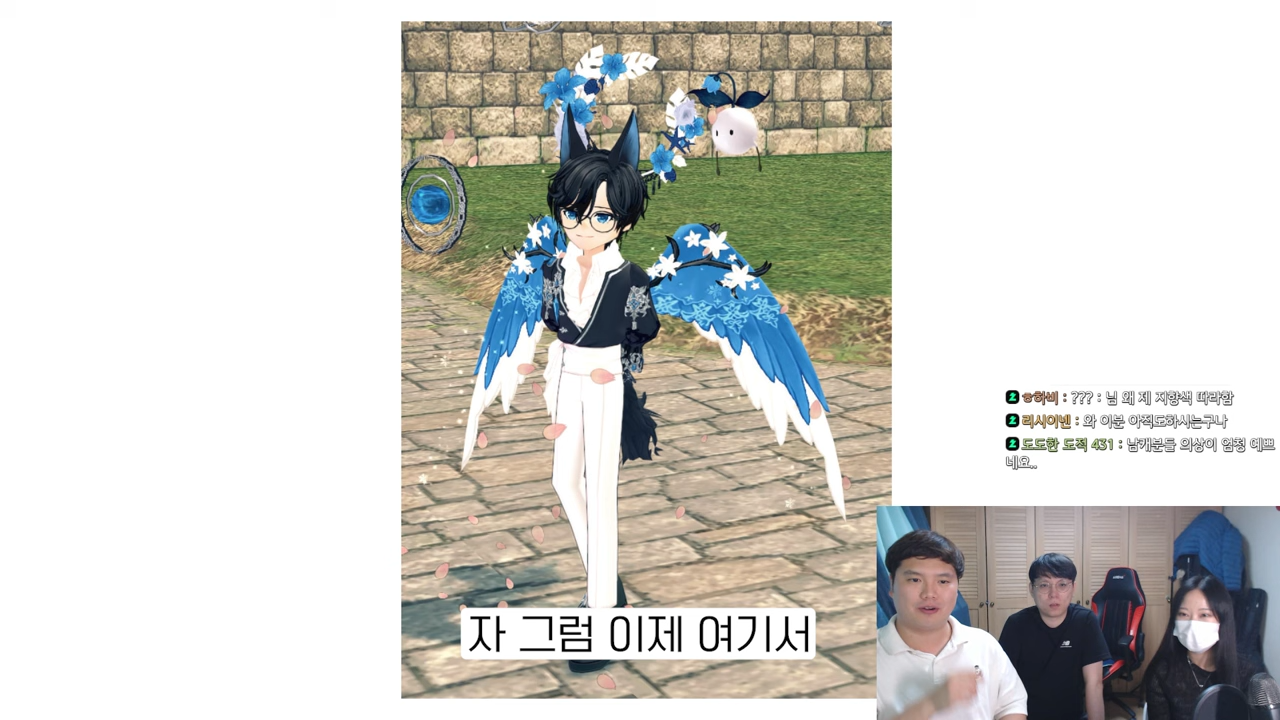 ㅎ하비 : ??? : 님 왜 제 지향색 따라함
리시이벤 : 와 이분 아직도하시는구나
도도한 도적 431 : 남캐분들 의상이 엄청 예쁘
네요..
자 그럼 이제 여기서